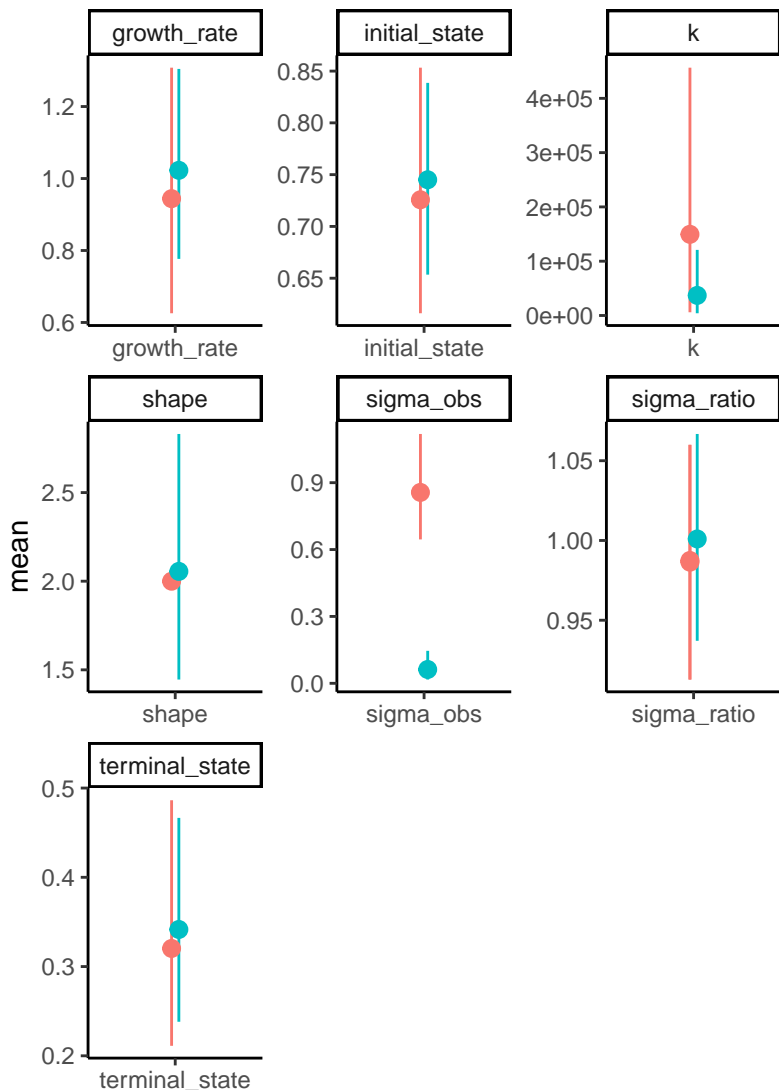 growth_rate
initial_state
k
1.2
1.0
0.8
0.6
0.85
0.80
0.75
0.70
0.65
4e+05
3e+05
2e+05
1e+05
0e+00
growth_rate
initial_state
k
shape
sigma_obs
sigma_ratio
mean
2.5
2.0
1.5
0.9
0.6
0.3
0.0
1.05
1.00
0.95
shape
sigma_obs
sigma_ratio
terminal_state
0.5
0.4
0.3
0.2
terminal_state